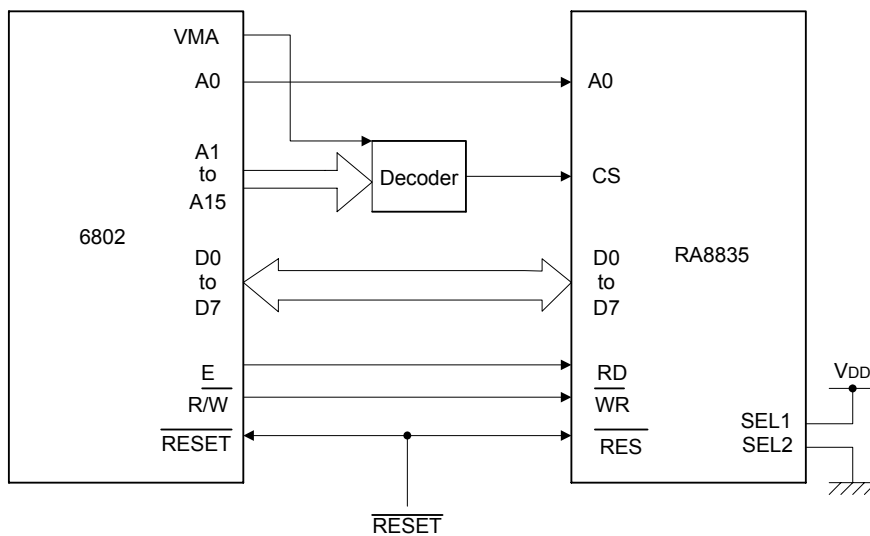 VMA
A0
A1
to
A15
6802
D0
to
D7
E
R/W
RESET
Decoder
A0
CS
D0
to
D7
RA8835
RD
WR
RES
VDD
SEL1
SEL2
RESET